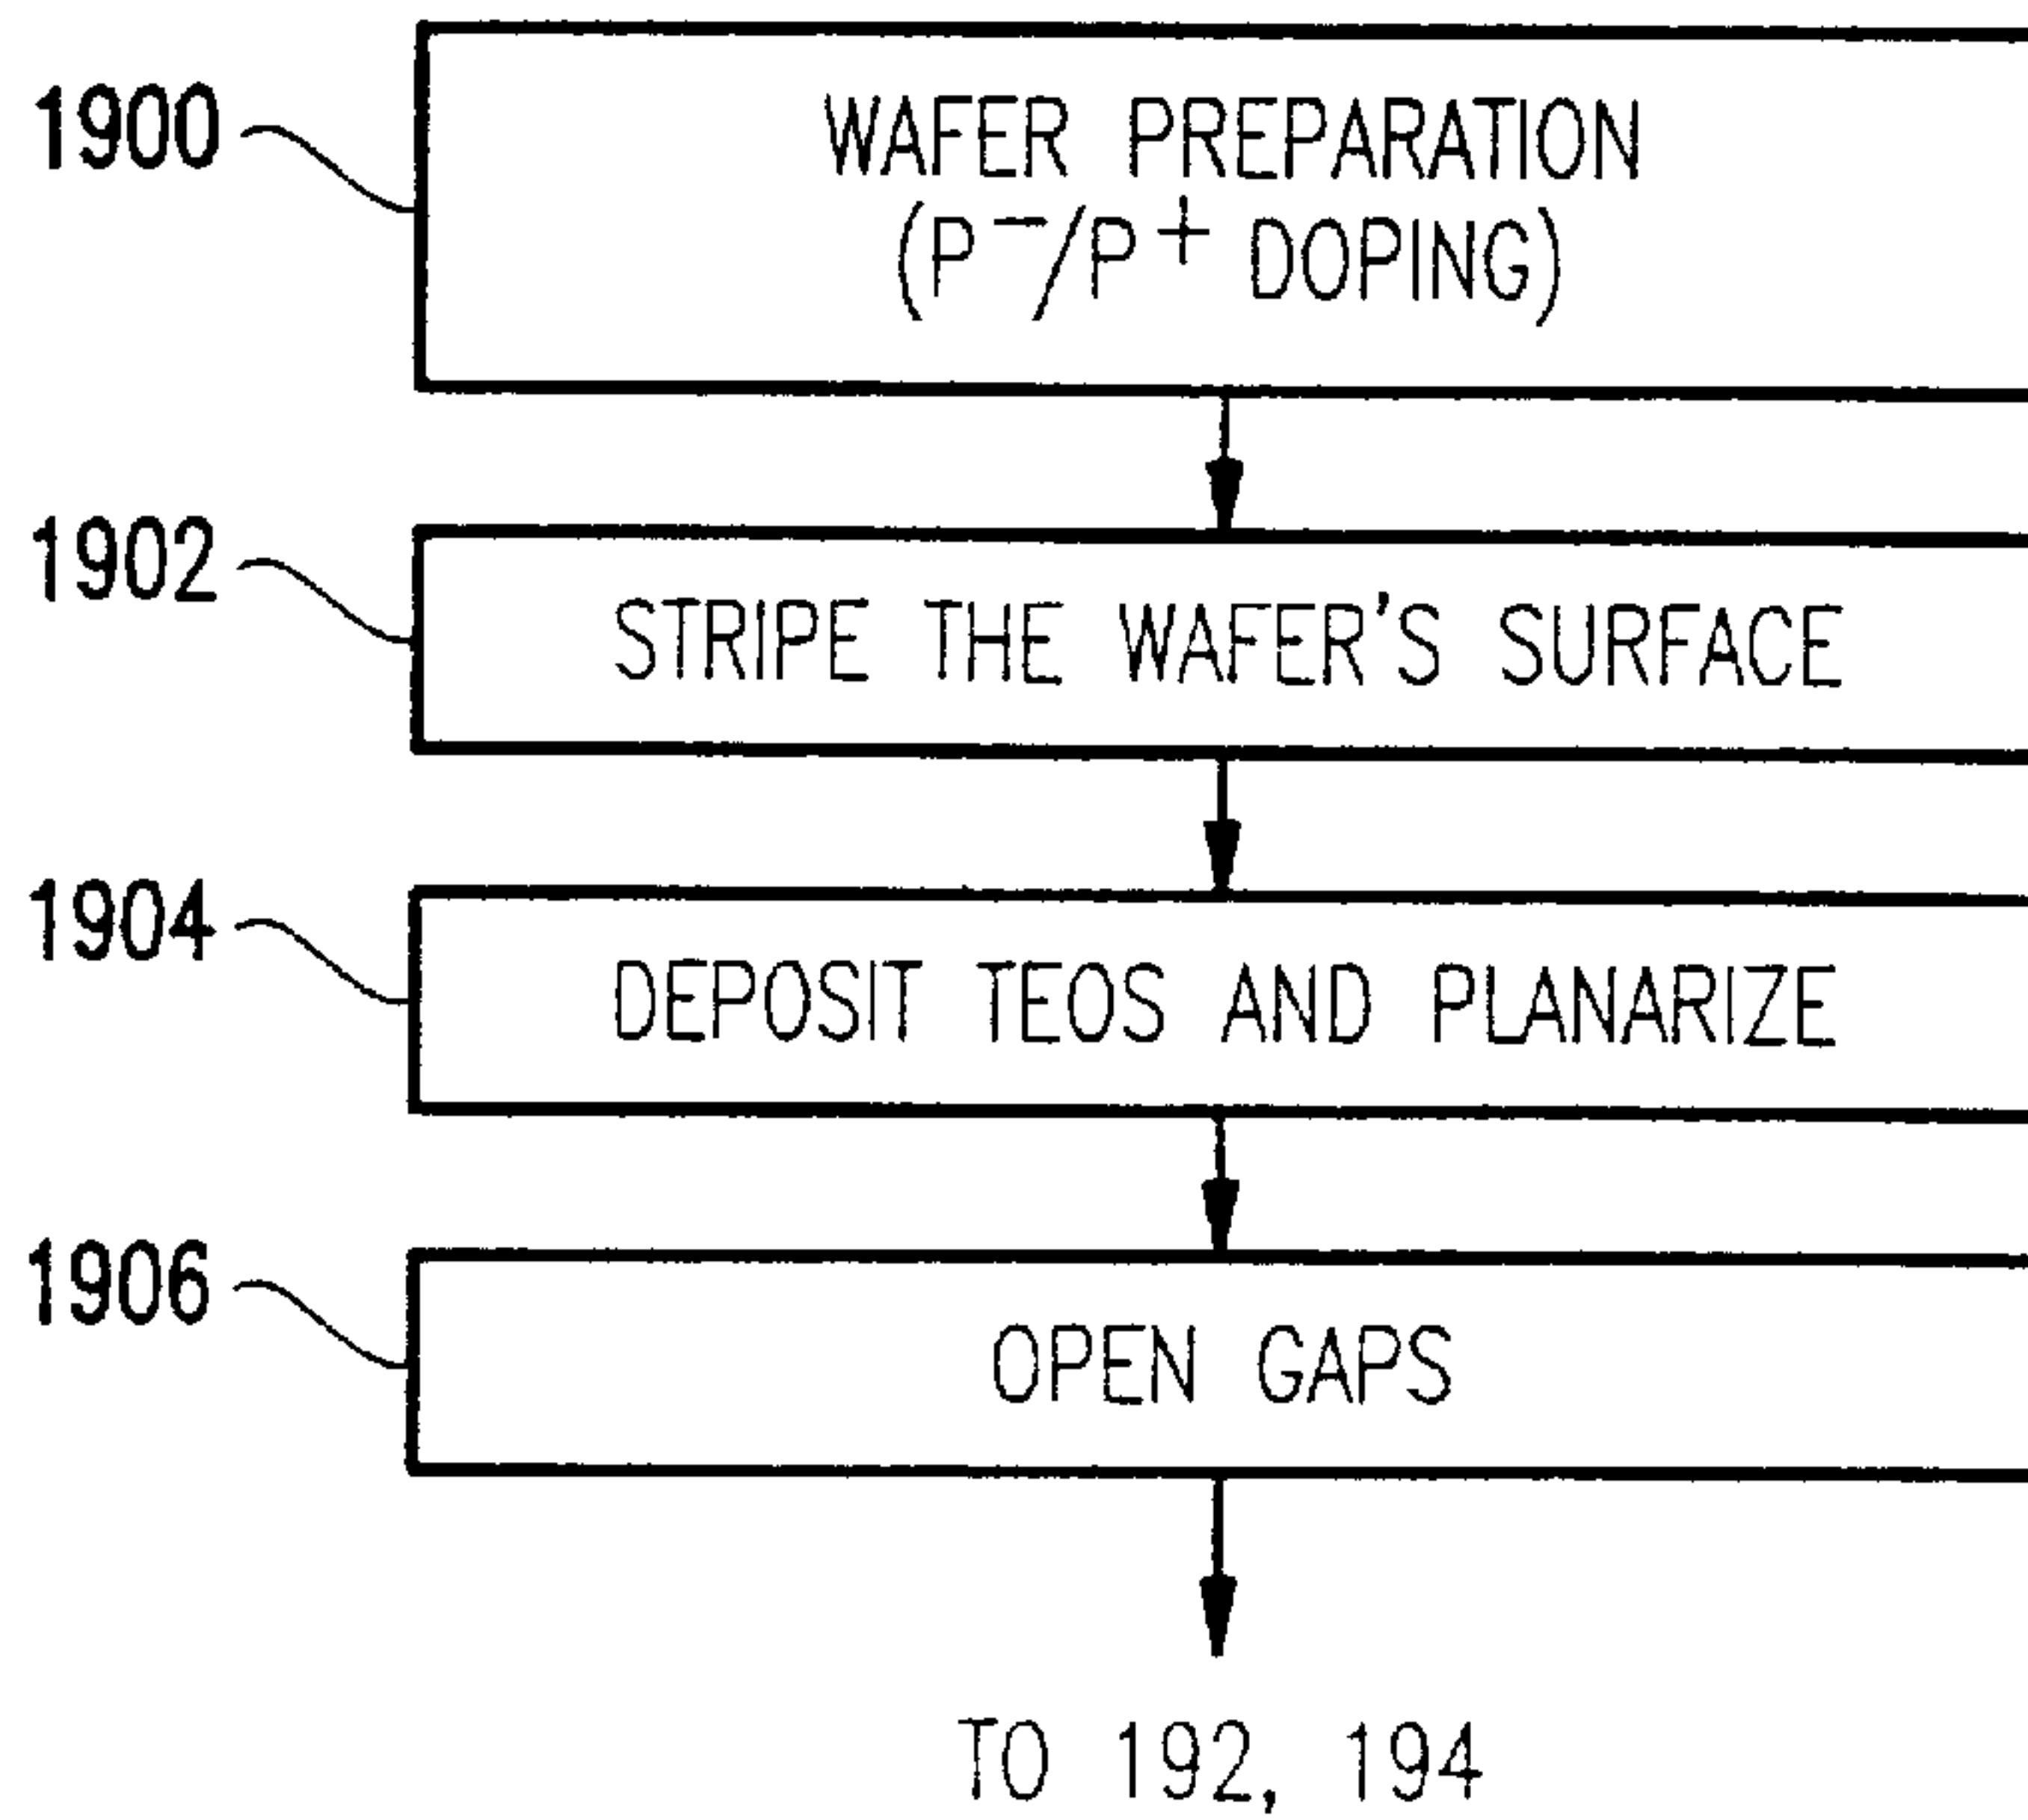 1900
WAFER PREPARATION
(P⁻/P⁺ DOPING)
1902
STRIPE THE WAFER'S SURFACE
1904
DEPOSIT TEOS AND PLANARIZE
1906
OPEN GAPS
TO 192, 194